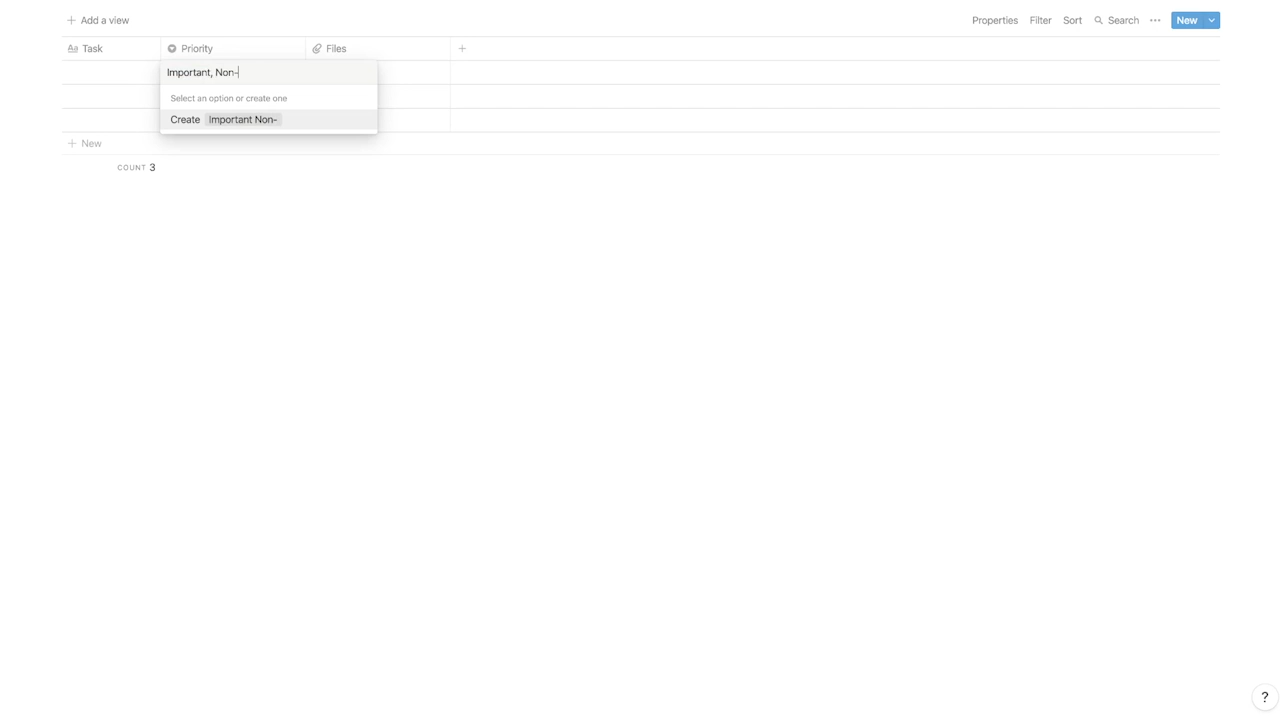 Add a view
Properties Filter Sort Search New
Aa Task Priority Files
Important, Non-
Select an option or create one
Create Important Non-
New
COUNT 3
?